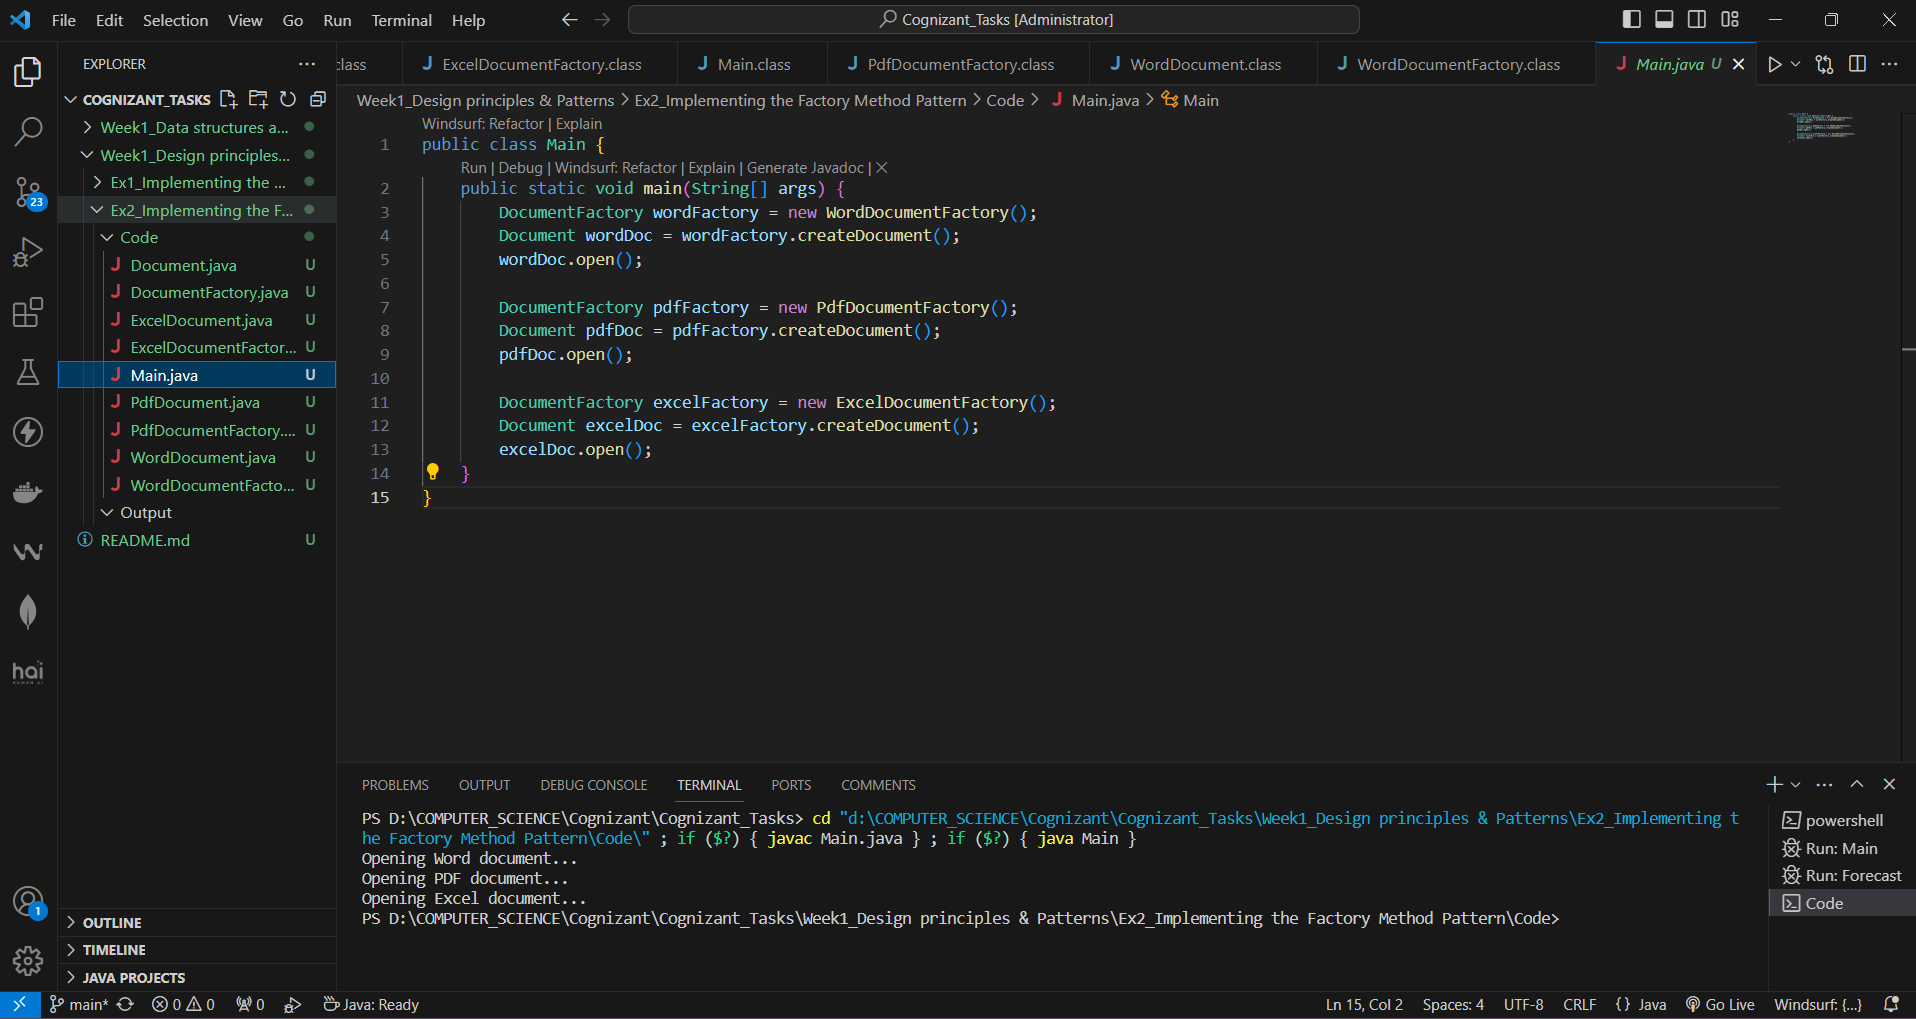 File Edit Selection View Go Run Terminal Help
Cognizant_Tasks [Administrator]
EXPLORER
COGNIZANT_TASKS
Week1_Data structures a...
Week1_Design principles...
Ex1_Implementing the ...
Ex2_Implementing the F...
Code
Document.java U
DocumentFactory.java U
ExcelDocument.java U
ExcelDocumentFactor... U
Main.java U
PdfDocument.java U
PdfDocumentFactory.... U
WordDocument.java U
WordDocumentFacto... U
Output
README.md U
OUTLINE
TIMELINE
JAVA PROJECTS
23
hai
1
class ExcelDocumentFactory.class Main.class PdfDocumentFactory.class WordDocument.class WordDocumentFactory.class Main.java U
Week1_Design principles & Patterns > Ex2_Implementing the Factory Method Pattern > Code > Main.java > Main
Windsurf: Refactor | Explain
1 public class Main {
Run | Debug | Windsurf: Refactor | Explain | Generate Javadoc | X
2 public static void main(String[] args) {
3 DocumentFactory wordFactory = new WordDocumentFactory();
4 Document wordDoc = wordFactory.createDocument();
5 wordDoc.open();
6
7 DocumentFactory pdfFactory = new PdfDocumentFactory();
8 Document pdfDoc = pdfFactory.createDocument();
9 pdfDoc.open();
10
11 DocumentFactory excelFactory = new ExcelDocumentFactory();
12 Document excelDoc = excelFactory.createDocument();
13 excelDoc.open();
14 }
15 }
PROBLEMS OUTPUT DEBUG CONSOLE TERMINAL PORTS COMMENTS
PS D:\COMPUTER_SCIENCE\Cognizant\Cognizant_Tasks> cd "d:\COMPUTER_SCIENCE\Cognizant\Cognizant_Tasks\Week1_Design principles & Patterns\Ex2_Implementing t
he Factory Method Pattern\Code\" ; if ($?) { javac Main.java } ; if ($?) { java Main }
Opening Word document...
Opening PDF document...
Opening Excel document...
PS D:\COMPUTER_SCIENCE\Cognizant\Cognizant_Tasks\Week1_Design principles & Patterns\Ex2_Implementing the Factory Method Pattern\Code>
powershell
Run: Main
Run: Forecast
Code
main* 0 0 0 Java: Ready Ln 15, Col 2 Spaces: 4 UTF-8 CRLF {} Java Go Live Windsurf: {...}